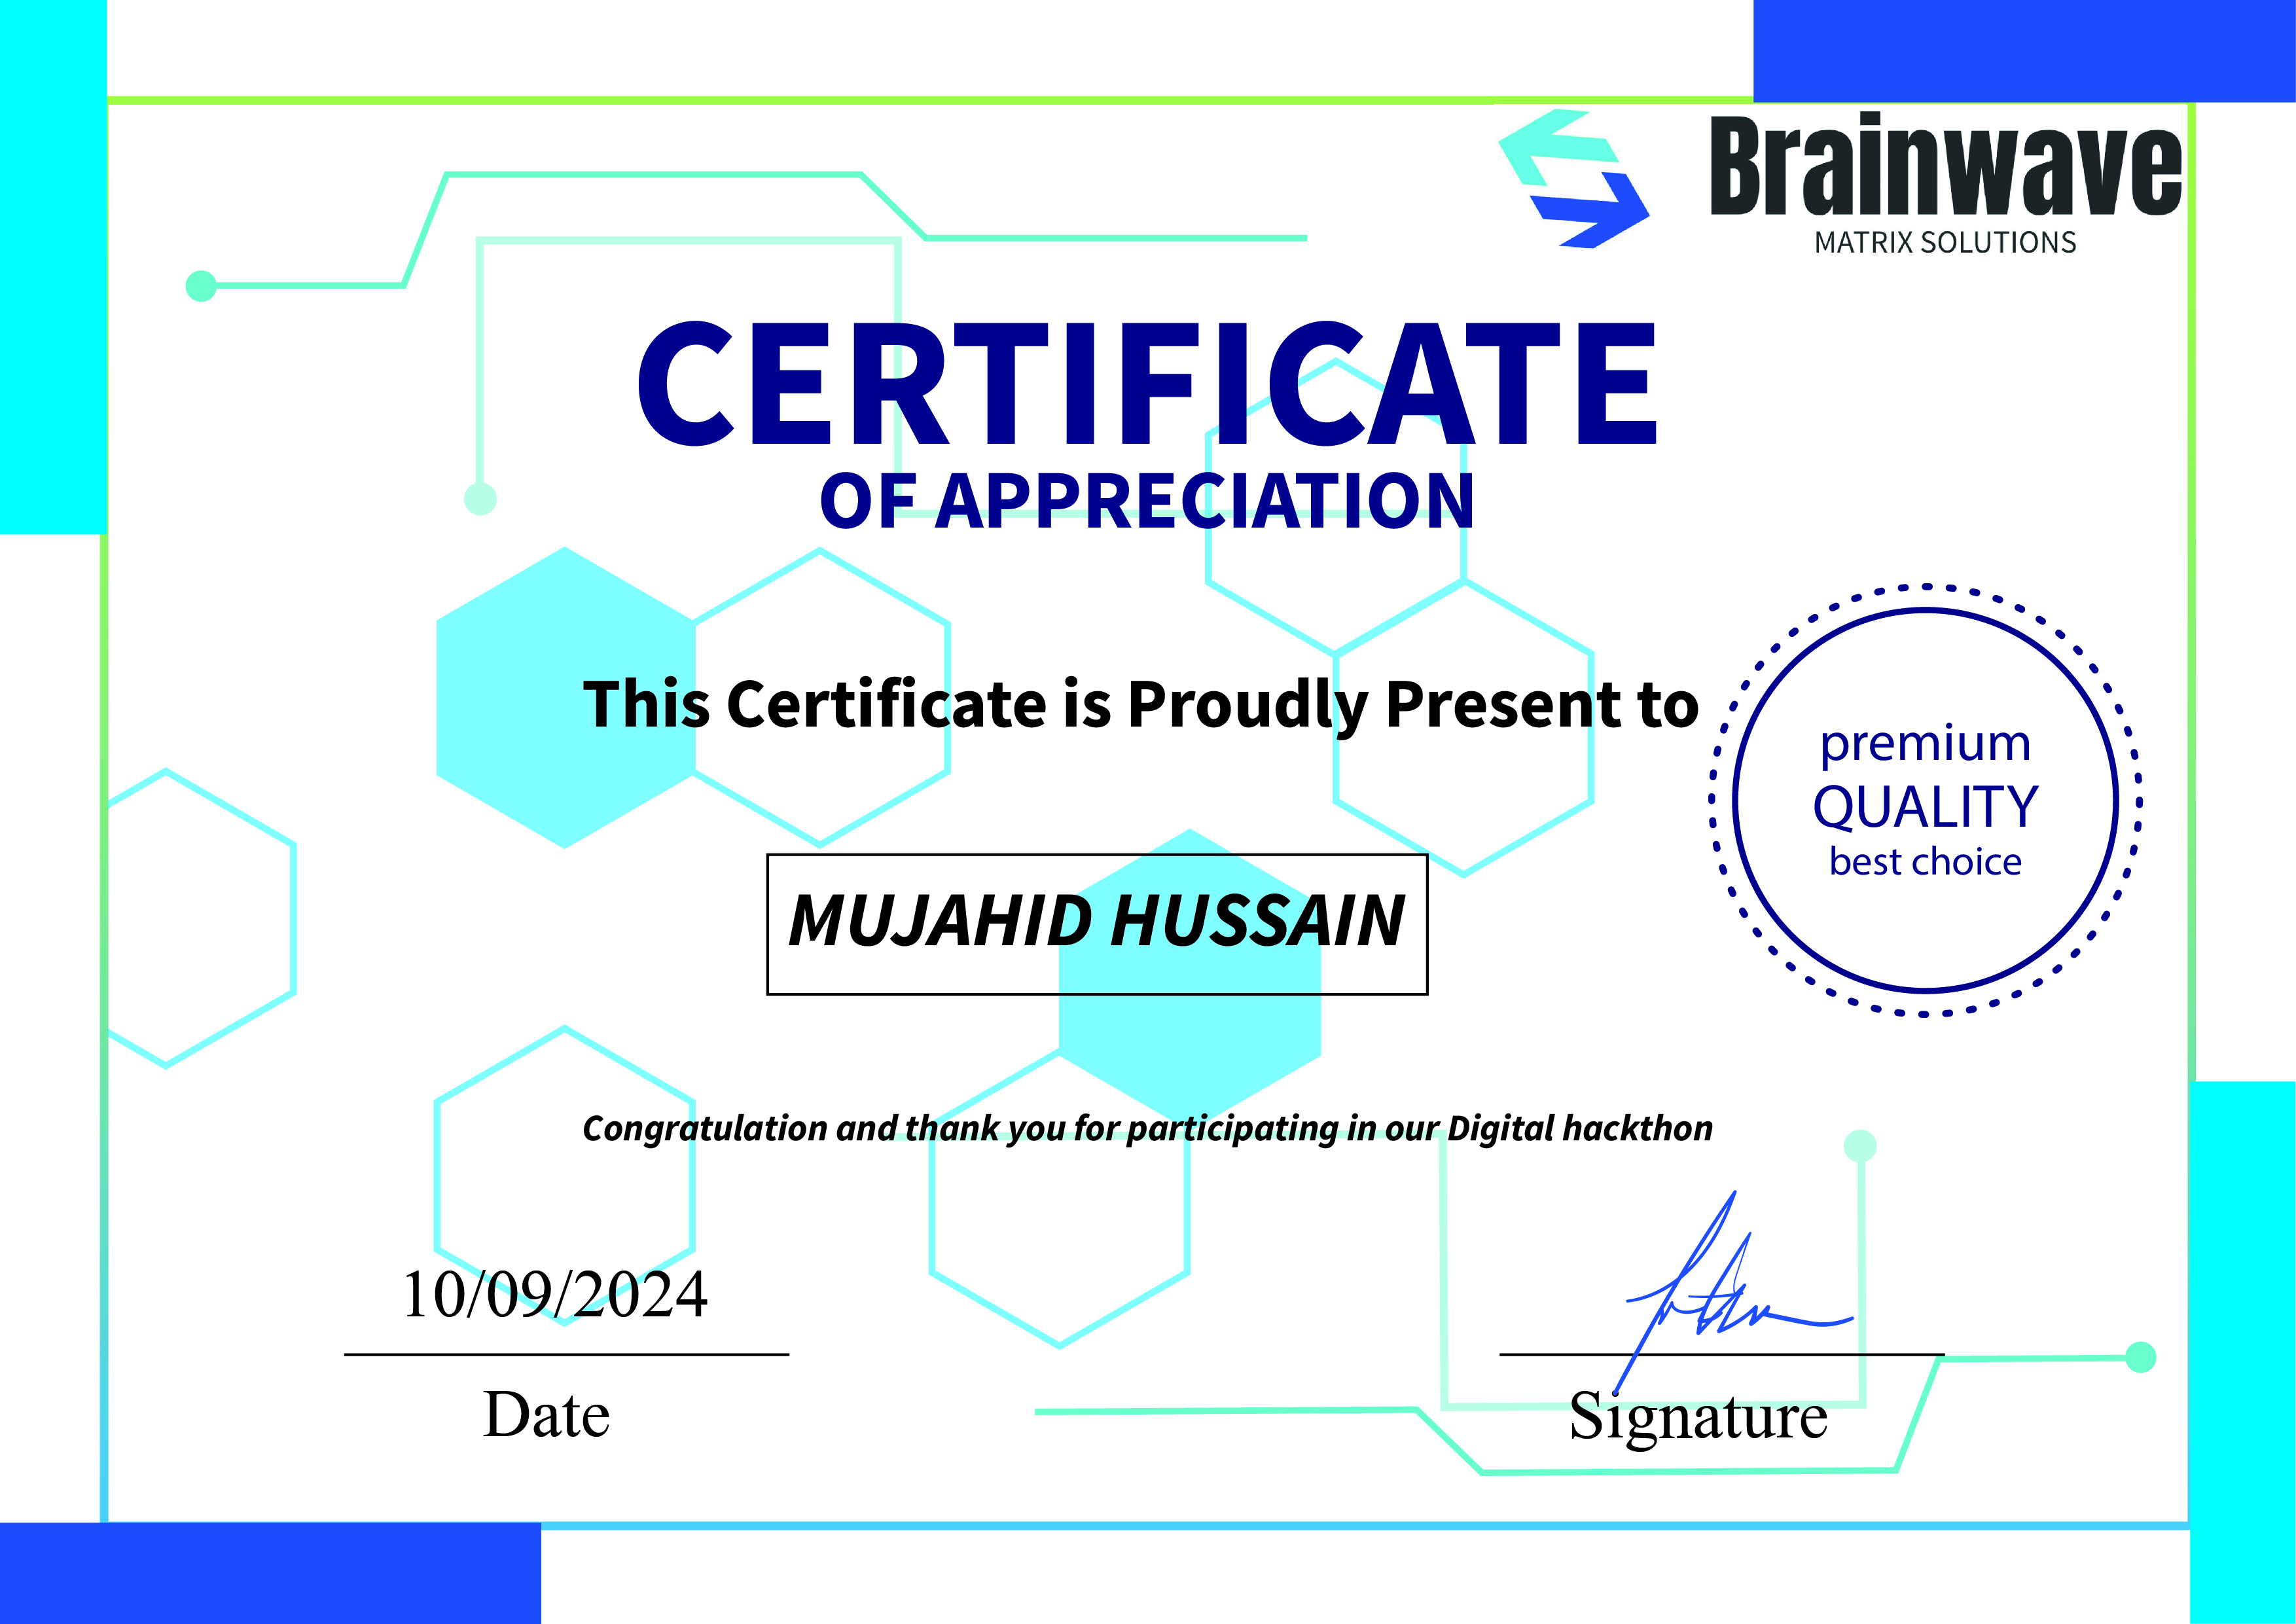 Brainwave
MATRIX SOLUTIONS
CERTIFICATE
OF APPRECIATION
This Certificate is Proudly Present to
premium
QUALITY
best choice
MUJAHID HUSSAIN
Congratulation and thank you for participating in our Digital hackthon
10/09/2024
Date
Signature